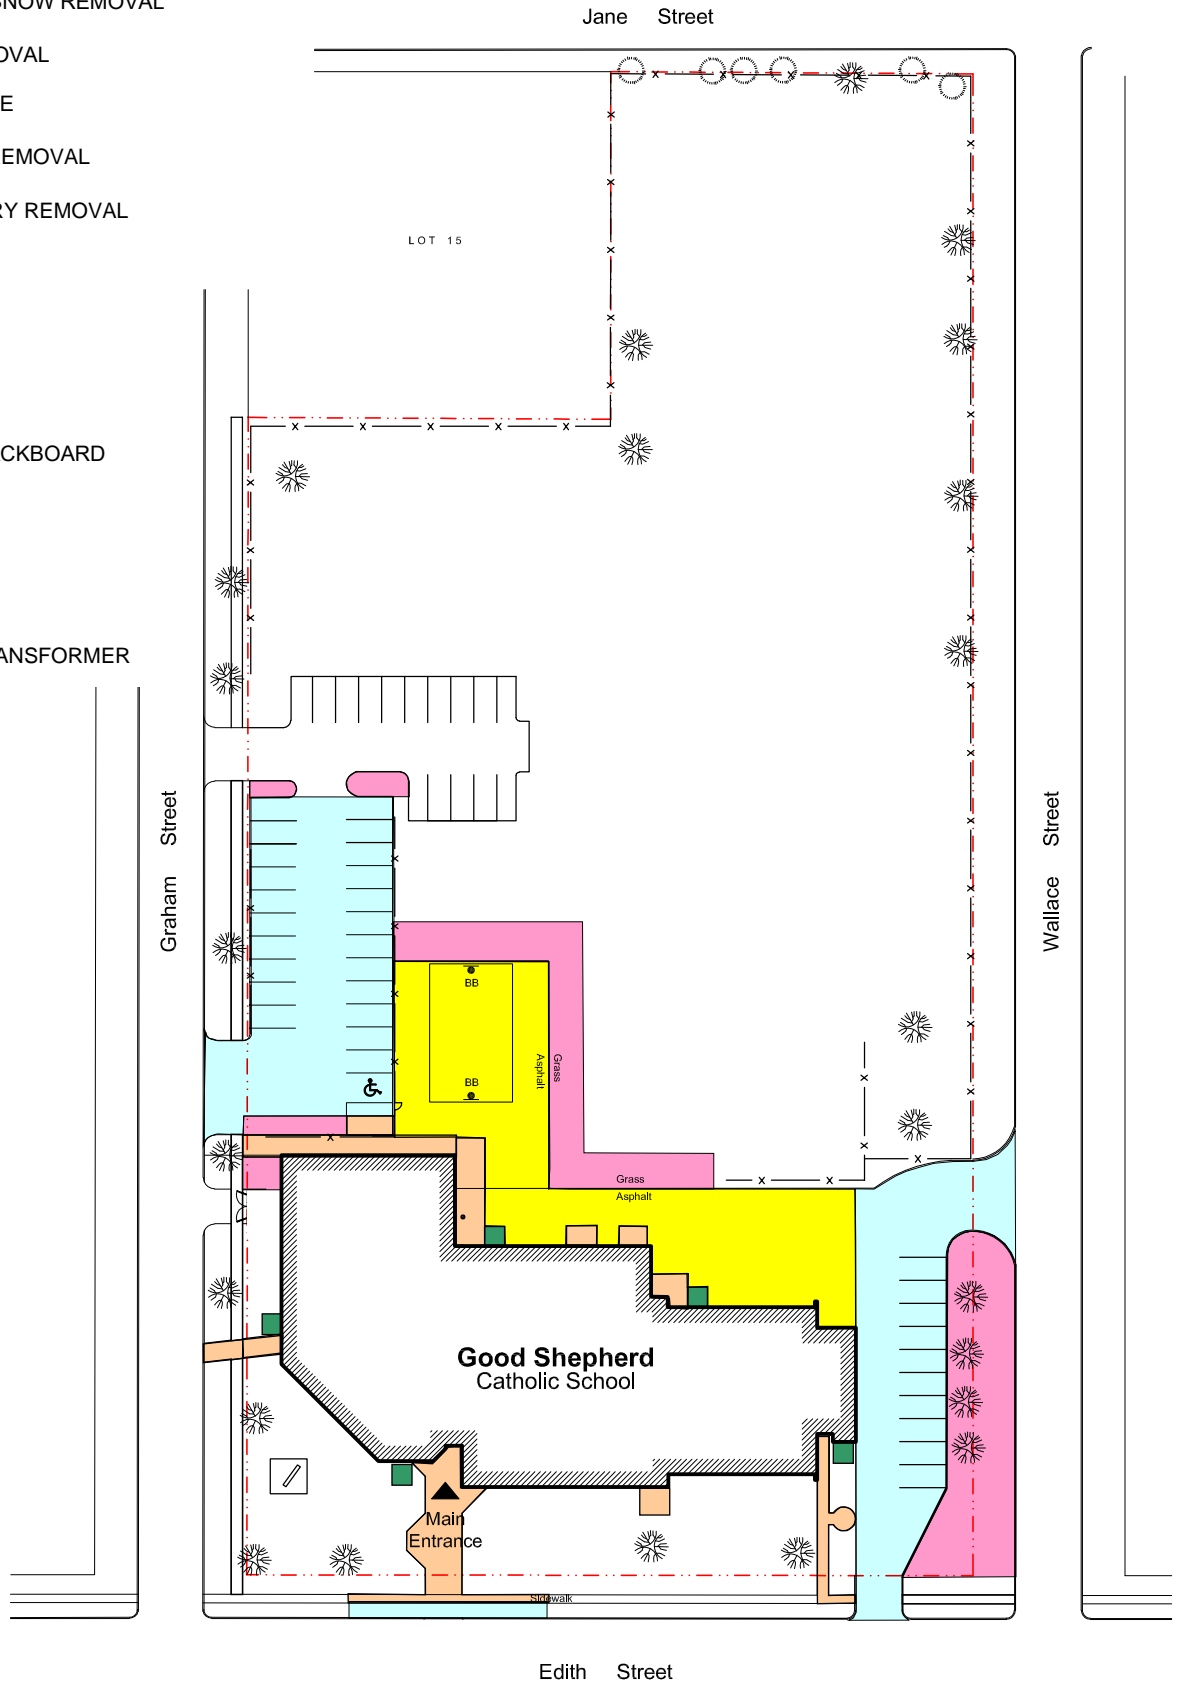 SNOW REMOVAL
Jane Street
OVAL
E
EMOVAL
RY REMOVAL
LOT 15
CKBOARD
ANSFORMER
Graham Street
Wallace Street
BB
BB
Asphalt
Grass
Grass
Asphalt
Good Shepherd
Catholic School
Main
Entrance
Sidewalk
Edith Street